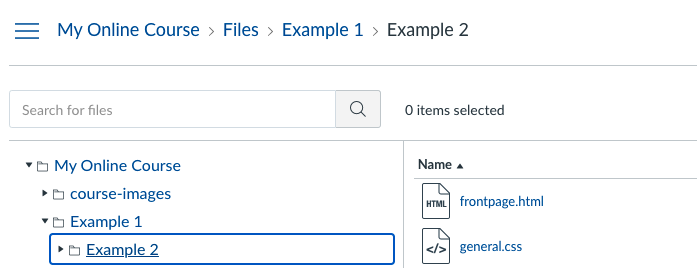 My Online Course > Files > Example 1 > Example 2
Search for files
0 items selected
My Online Course
course-images
Example 1
Example 2
Name
HTML frontpage.html
</> general.css